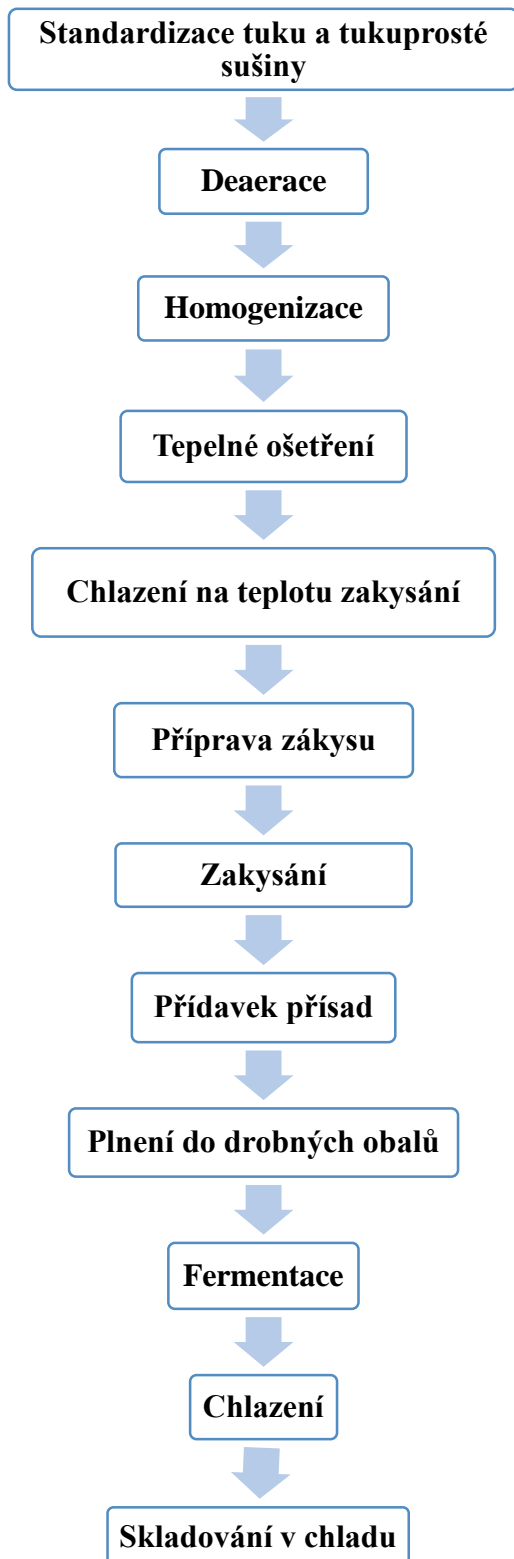 Standardizace tuku a tukuprosté
sušiny
Deaerace
Homogenizace
Tepelné ošetření
Chlazení na teplotu zakysání
Příprava zákysu
Zakysání
Přídavek přísad
Plnení do drobných obalů
Fermentace
Chlazení
Skladování v chladu